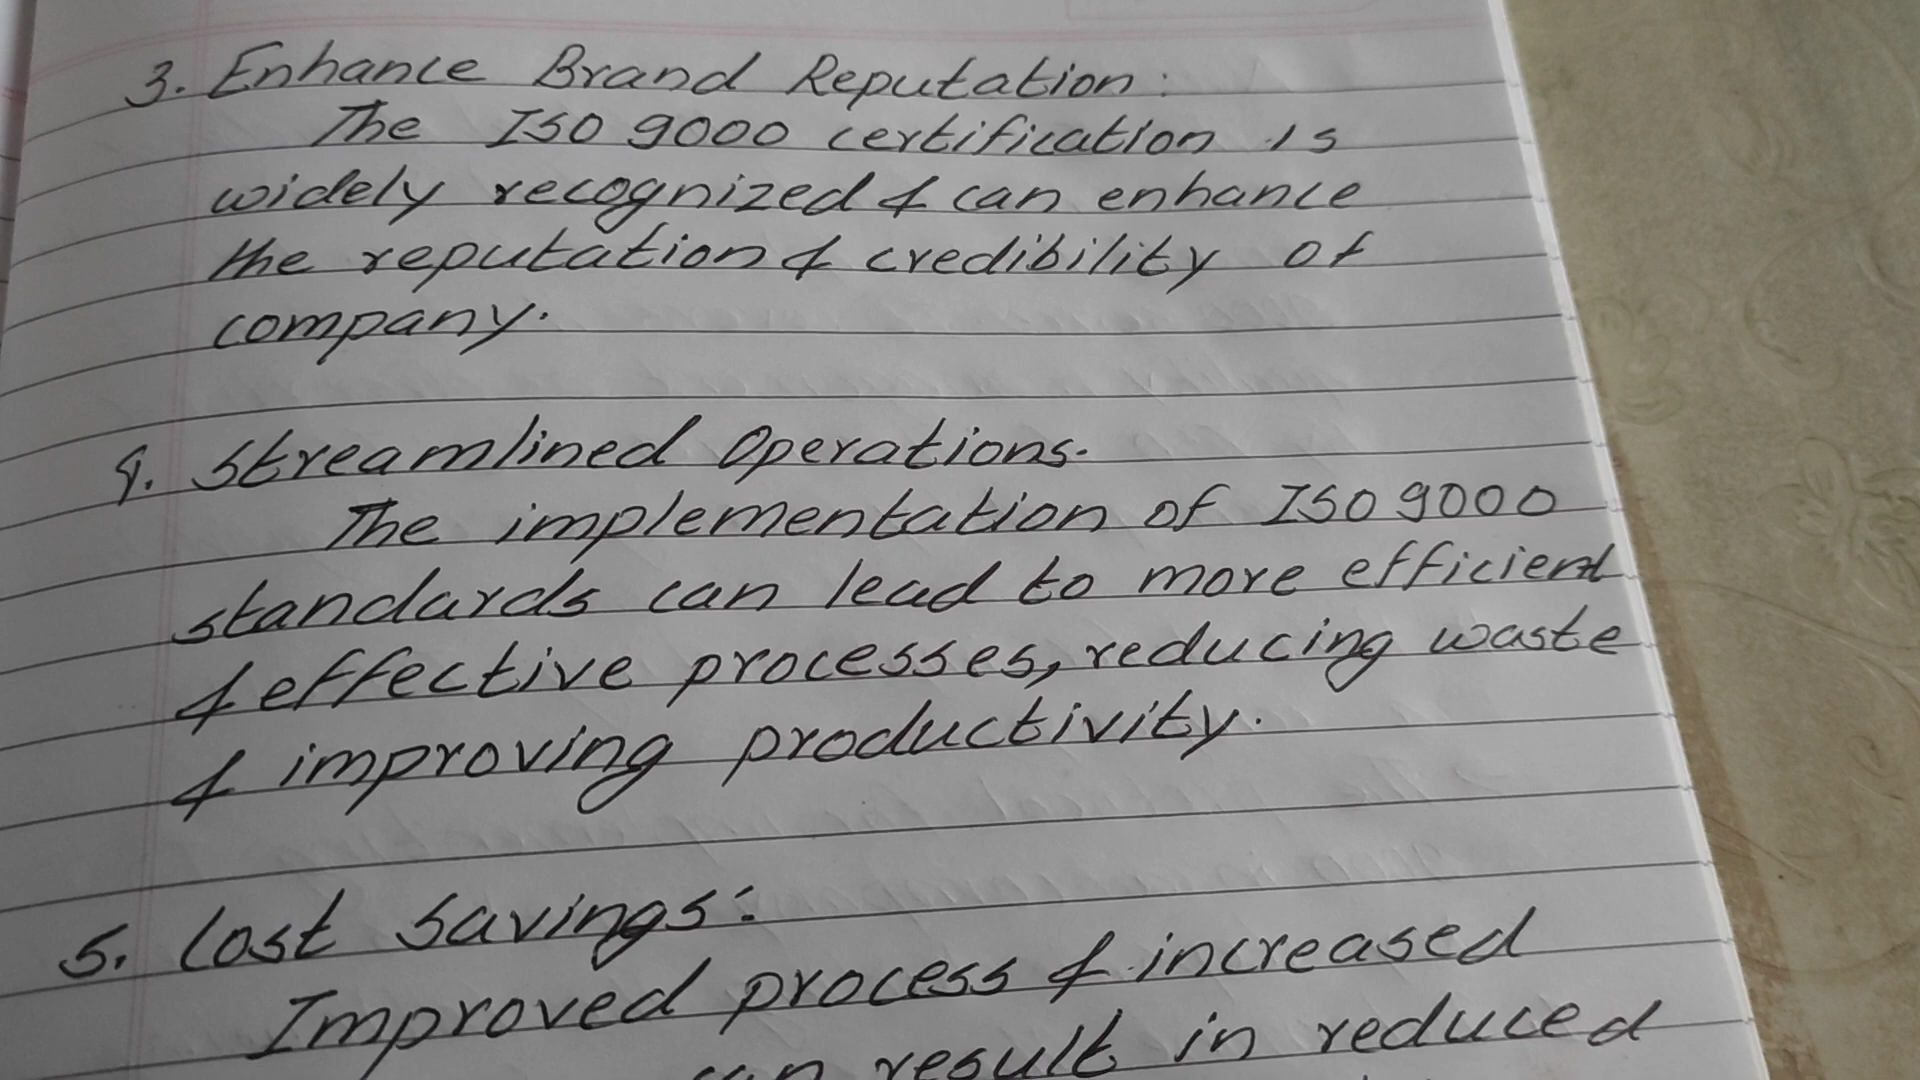 3. Enhance Brand Reputation:
The ISO 9000 certification is
widely recognized & can enhance
the reputation & credibility of
company.
4. Streamlined Operations.
The implementation of ISO 9000
standards can lead to more efficient
& effective processes, reducing waste
& improving productivity.
5. Cost Savings:
Improved process & increased
can result in reduced